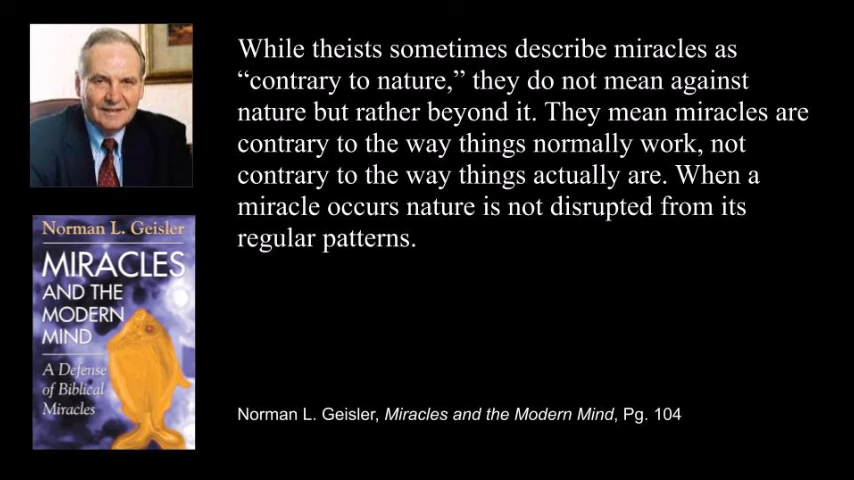 While theists sometimes describe miracles as
“contrary to nature,” they do not mean against
nature but rather beyond it. They mean miracles are
contrary to the way things normally work, not
contrary to the way things actually are. When a
miracle occurs nature is not disrupted from its
regular patterns.
Norman L. Geisler
MIRACLES
AND THE
MODERN
MIND
A Defense
of Biblical
Miracles
Norman L. Geisler, Miracles and the Modern Mind, Pg. 104